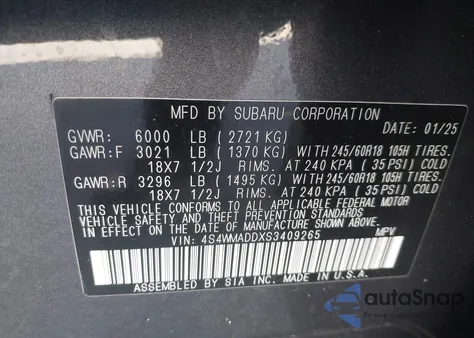 MFD BY SUBARU CORPORATION
DATE: 01/25
GVWR: 6000 LB (2721 KG)
GAWR:F 3021 LB (1370 KG) WITH 245/60R18 105H TIRES.
18X7 1/2J RIMS. AT 240 KPA (35PSI) COLD
GAWR:R 3296 LB (1495 KG) WITH 245/60R18 105H TIRES.
18X7 1/2J RIMS. AT 240 KPA (35PSI) COLD
THIS VEHICLE CONFORMS TO ALL APPLICABLE FEDERAL MOTOR
VEHICLE SAFETY AND THEFT PREVENTION STANDARDS IN EFFECT
ON THE DATE OF MANUFACTURE SHOWN ABOVE.
VIN: 4S4WMADDXS3409265 MPV
ASSEMBLED BY SIA INC. MADE IN U.S.A.
autoSnap